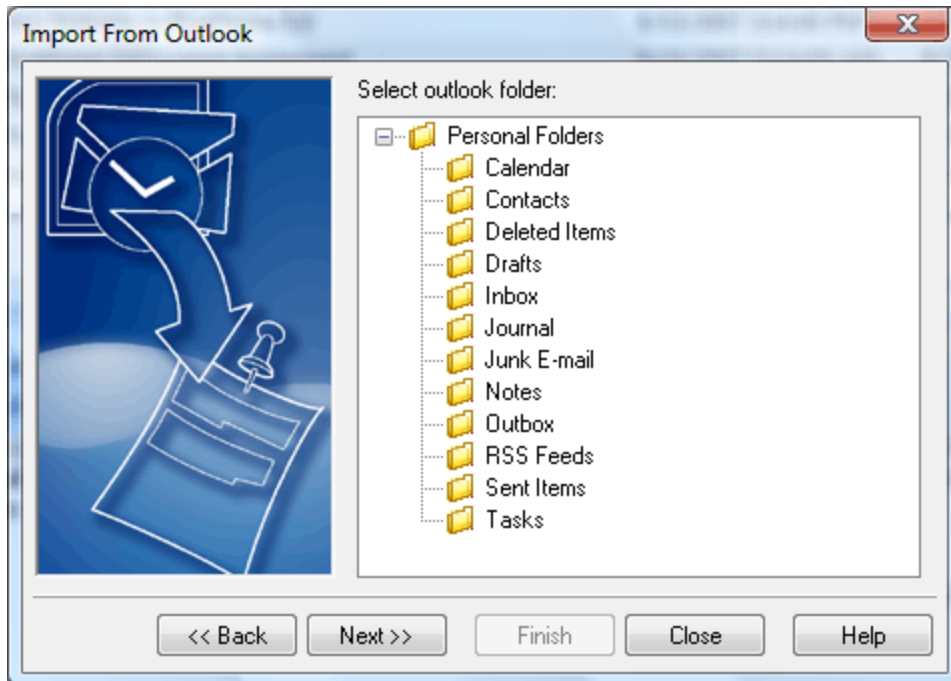 Import From Outlook
Select outlook folder:
Personal Folders
Calendar
Contacts
Deleted Items
Drafts
Inbox
Journal
Junk E-mail
Notes
Outbox
RSS Feeds
Sent Items
Tasks
<< Back Next >> Finish Close Help